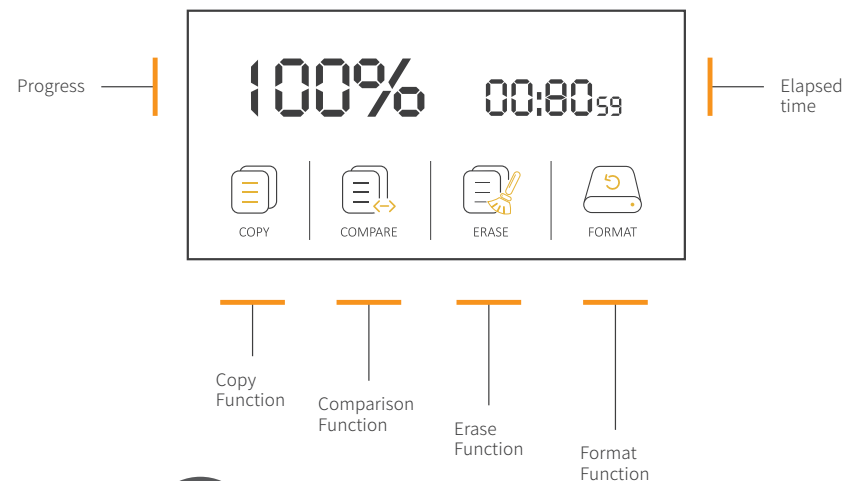 100% 00:80 59
Progress
Elapsed
time
COPY COMPARE ERASE FORMAT
Copy
Function
Comparison
Function
Erase
Function
Format
Function